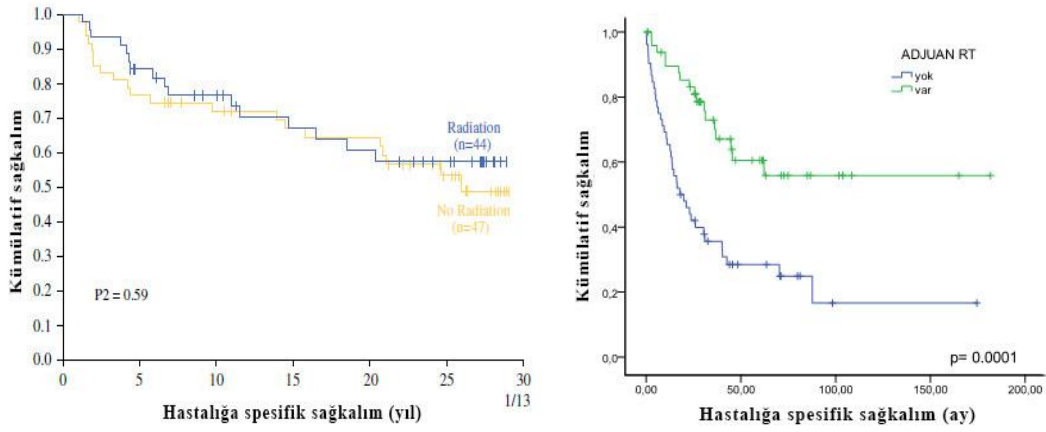 Kümülatif sağkalım
1.0
0.9
0.8
0.7
0.6
0.5
0.4
0.3
0.2
0.1
0.0
Radiation
(n=44)
No Radiation
(n=47)
P2 = 0.59
0 5 10 15 20 25 30
1/13
Hastalığa spesifik sağkalım (yıl)
Kümülatif sağkalım
1,0
0,8
0,6
0,4
0,2
0,0
ADJUAN RT
yok
var
p= 0.0001
0,00 50,00 100,00 150,00 200,00
Hastalığa spesifik sağkalım (ay)